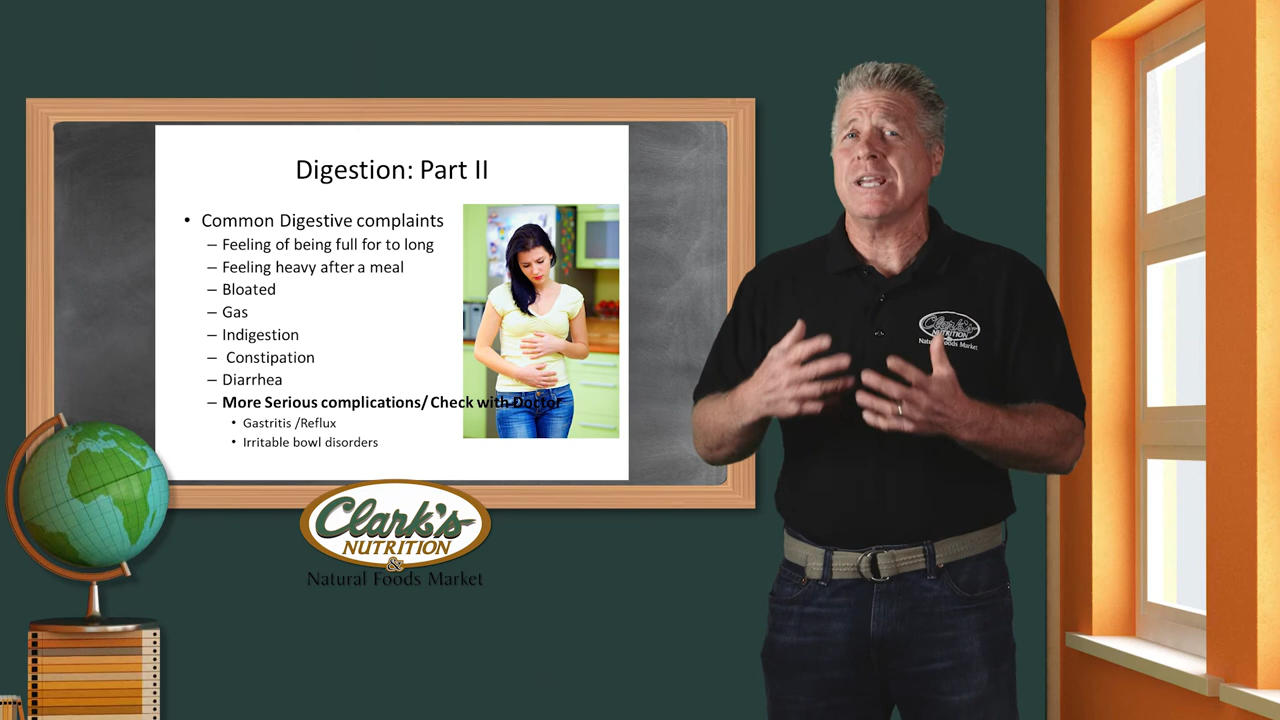 Digestion: Part II
• Common Digestive complaints
– Feeling of being full for to long
– Feeling heavy after a meal
– Bloated
– Gas
– Indigestion
– Constipation
– Diarrhea
– More Serious complications/ Check with Doctor
• Gastritis /Reflux
• Irritable bowl disorders
Clark's
NUTRITION
&
Natural Foods Market
Clark's
NUTRITION
Natural Foods Market